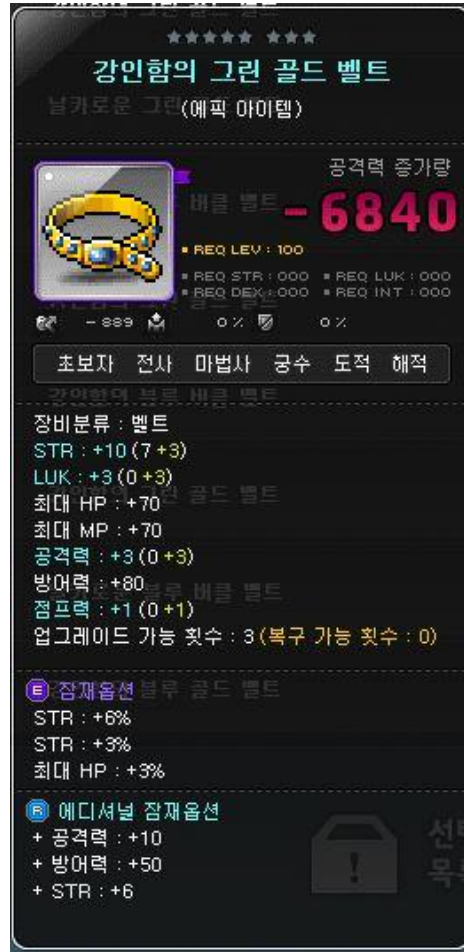 강인함의 그린 골드 벨트
(에픽 아이템)
공격력 증가량
-6840
REQ LEV : 100
REQ STR : 000 REQ LUK : 000
REQ DEX : 000 REQ INT : 000
-889 0% 0%
초보자 전사 마법사 궁수 도적 해적
장비분류 : 벨트
STR : +10 (7 +3)
LUK : +3 (0 +3)
최대 HP : +70
최대 MP : +70
공격력 : +3 (0 +3)
방어력 : +80
점프력 : +1 (0 +1)
업그레이드 가능 횟수 : 3 (복구 가능 횟수 : 0)
E 잠재옵션
STR : +6%
STR : +3%
최대 HP : +3%
R 에디셔널 잠재옵션
+ 공격력 : +10
+ 방어력 : +50
+ STR : +6